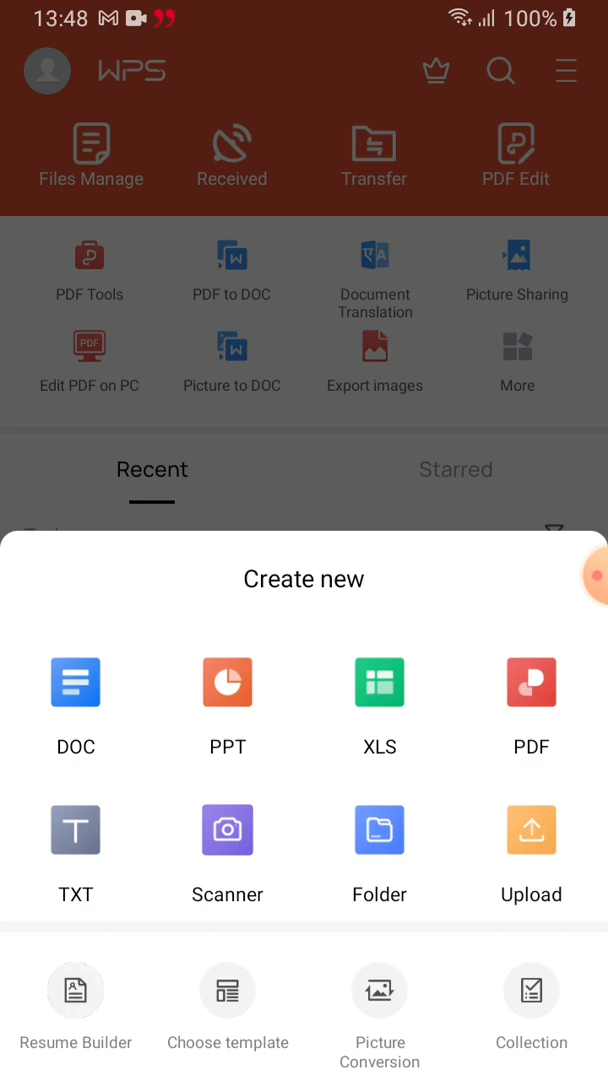 13:48 100%
WPS
Files Manage Received Transfer PDF Edit
PDF Tools PDF to DOC Document Translation Picture Sharing
PDF
Edit PDF on PC Picture to DOC Export images More
Recent Starred
Create new
DOC PPT XLS PDF
TXT Scanner Folder Upload
Resume Builder Choose template Picture Conversion Collection